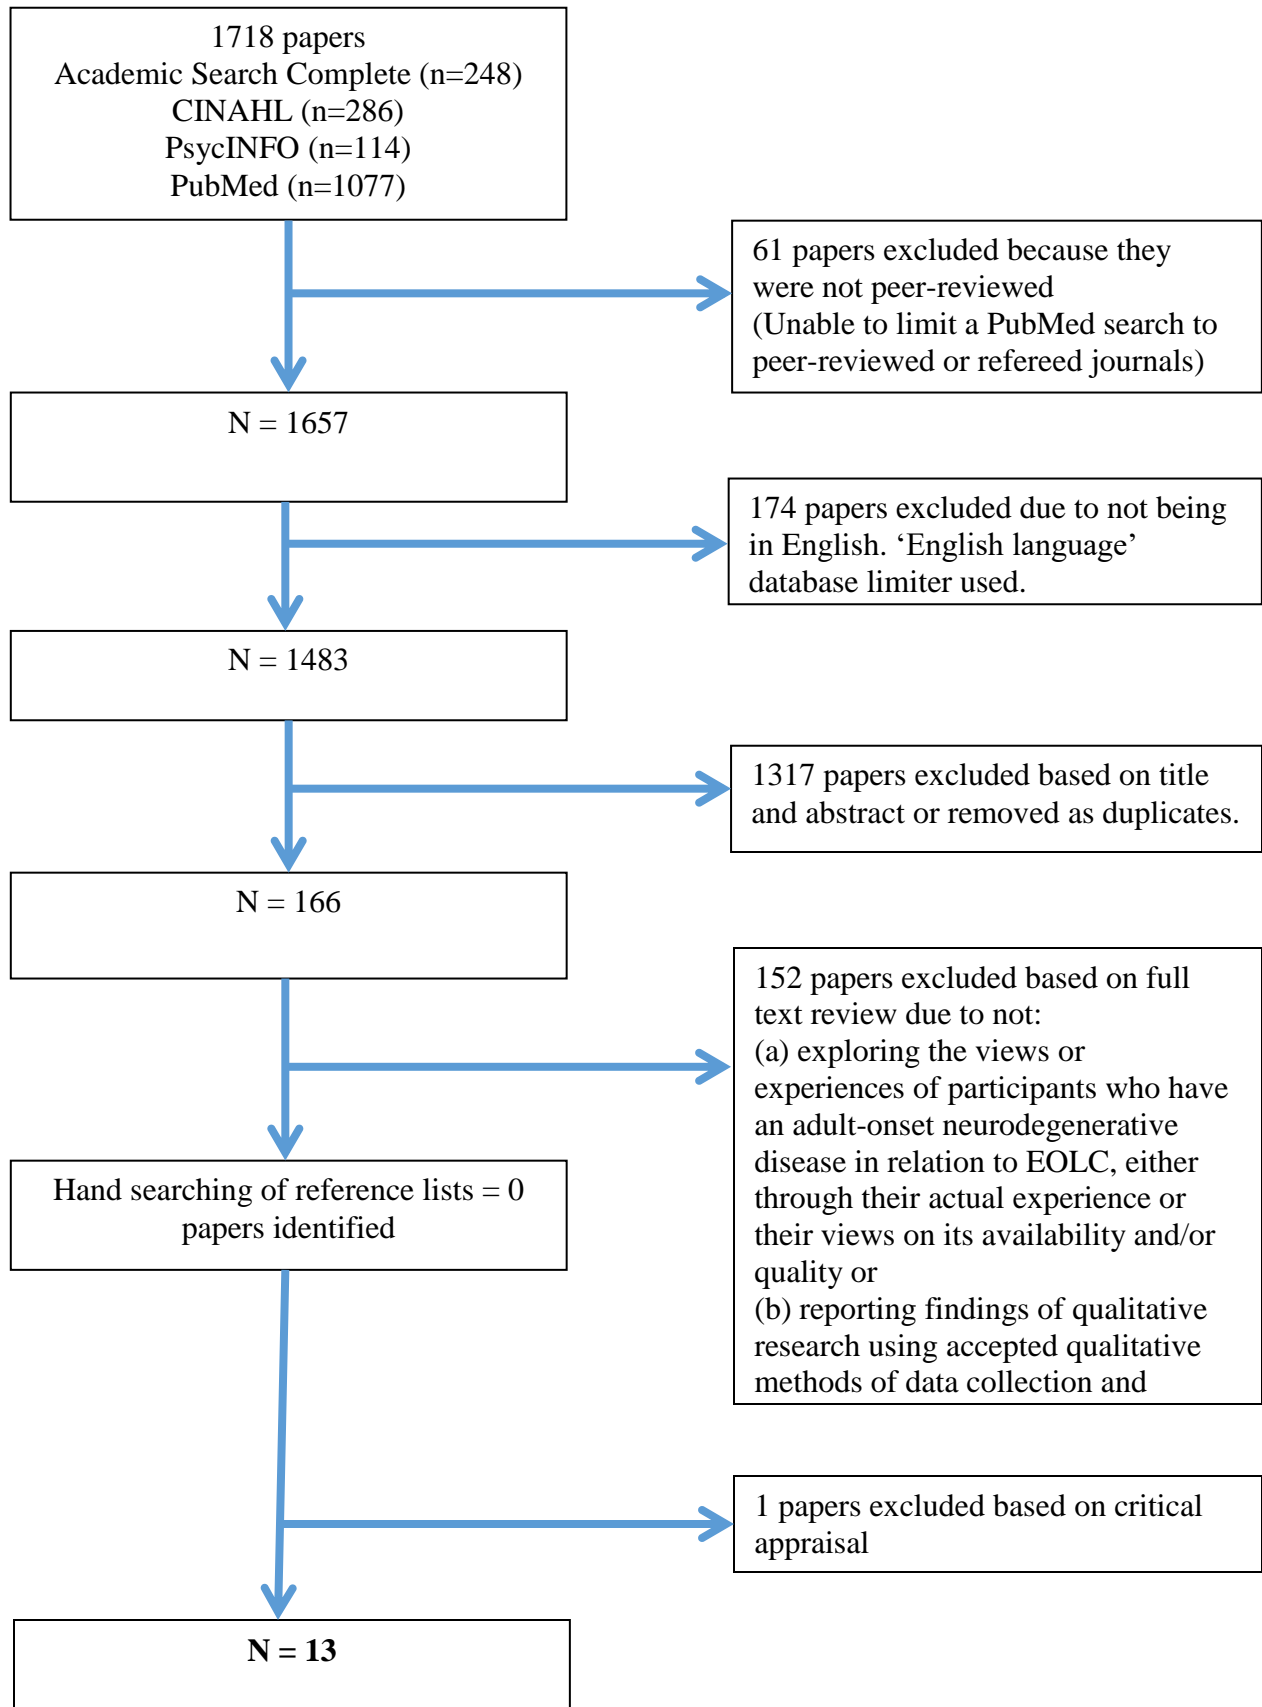 1718 papers
Academic Search Complete (n=248)
CINAHL (n=286)
PsycINFO (n=114)
PubMed (n=1077)
61 papers excluded because they
were not peer-reviewed
(Unable to limit a PubMed search to
peer-reviewed or refereed journals)
N = 1657
174 papers excluded due to not being
in English. ‘English language’
database limiter used.
N = 1483
1317 papers excluded based on title
and abstract or removed as duplicates.
N = 166
152 papers excluded based on full
text review due to not:
(a) exploring the views or
experiences of participants who have
an adult-onset neurodegenerative
disease in relation to EOLC, either
through their actual experience or
their views on its availability and/or
quality or
(b) reporting findings of qualitative
research using accepted qualitative
methods of data collection and
Hand searching of reference lists = 0
papers identified
1 papers excluded based on critical
appraisal
N = 13